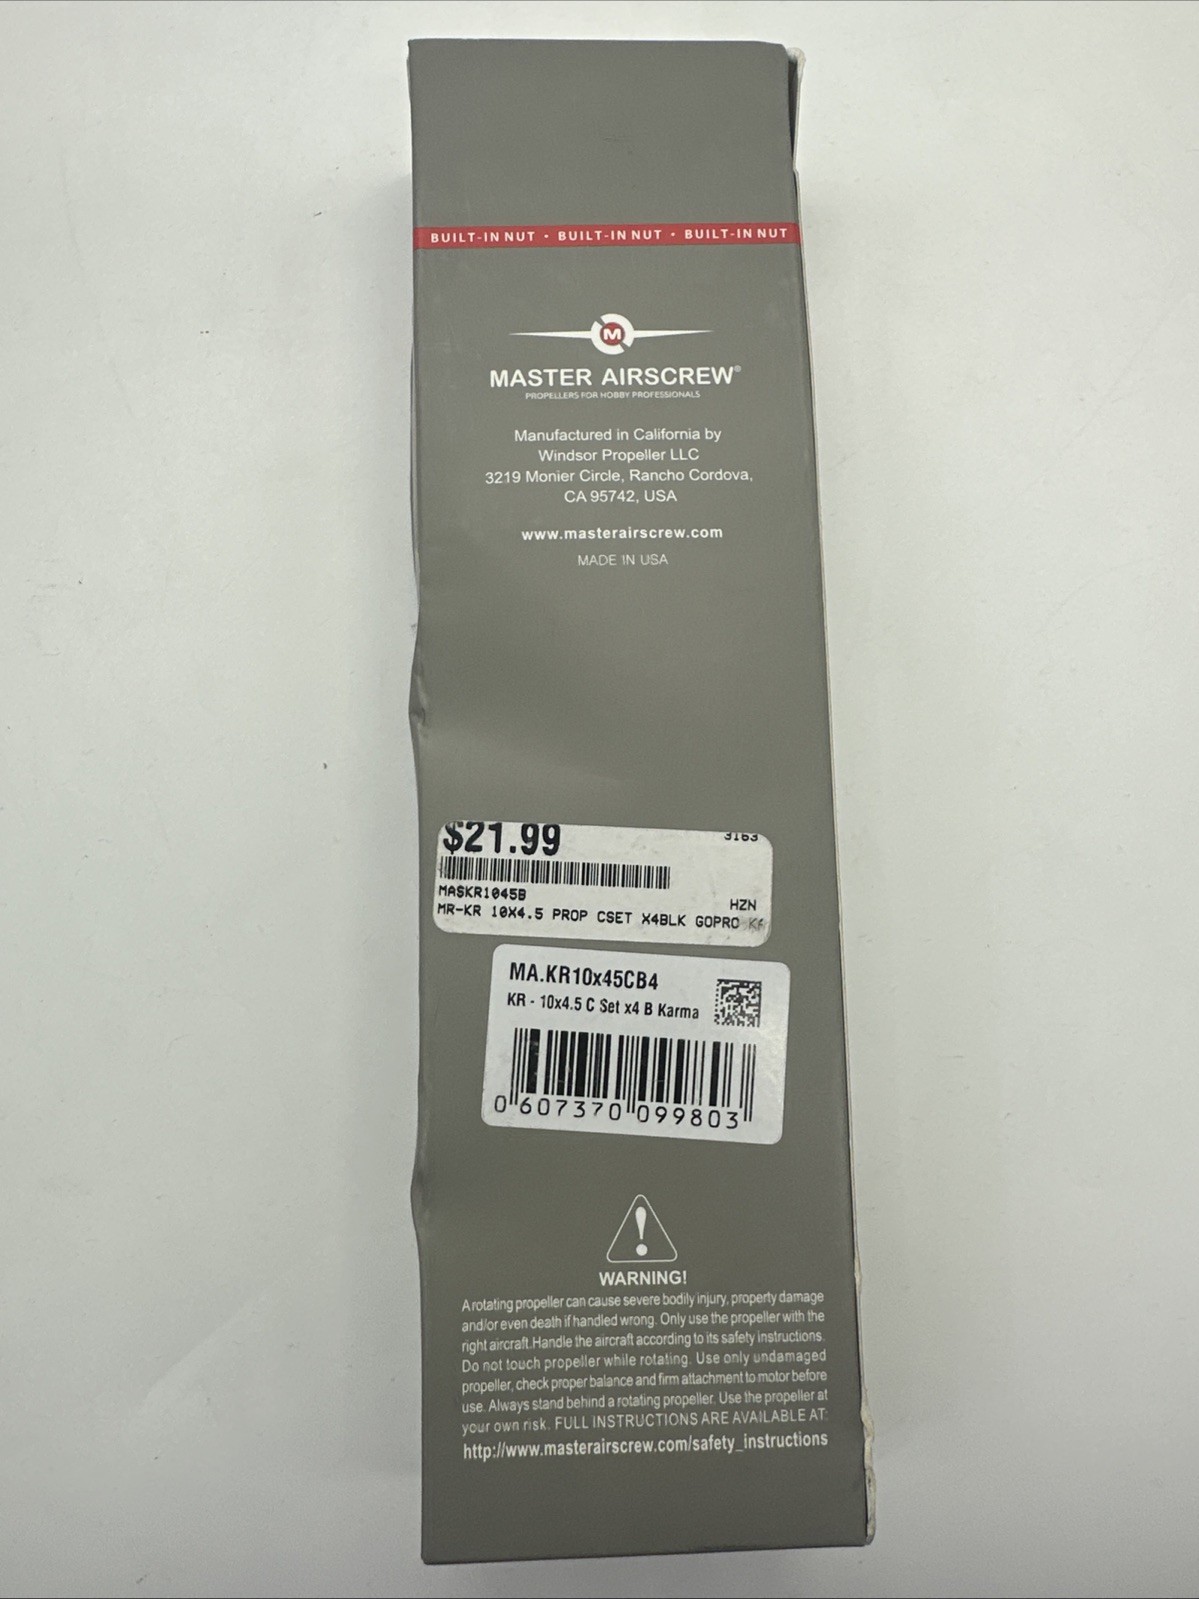 BUILT-IN NUT • BUILT-IN NUT • BUILT-IN NUT
M
MASTER AIRSCREW®
PROPELLERS FOR HOBBY PROFESSIONALS
Manufactured in California by
Windsor Propeller LLC
3219 Monier Circle, Rancho Cordova,
CA 95742, USA
www.masterairscrew.com
MADE IN USA
$21.99 3163
MASKR1045B HZN
MR-KR 10X4.5 PROP CSET X4BLK GOPRO
MA.KR10x45CB4
KR - 10x4.5 C Set x4 B Karma
0 607370 099803
WARNING!
A rotating propeller can cause severe bodily injury, property damage
and/or even death if handled wrong. Only use the propeller with the
right aircraft.Handle the aircraft according to its safety instructions.
Do not touch propeller while rotating. Use only undamaged
propeller, check proper balance and firm attachment to motor before
use. Always stand behind a rotating propeller. Use the propeller at
your own risk. FULL INSTRUCTIONS ARE AVAILABLE AT:
http://www.masterairscrew.com/safety_instructions